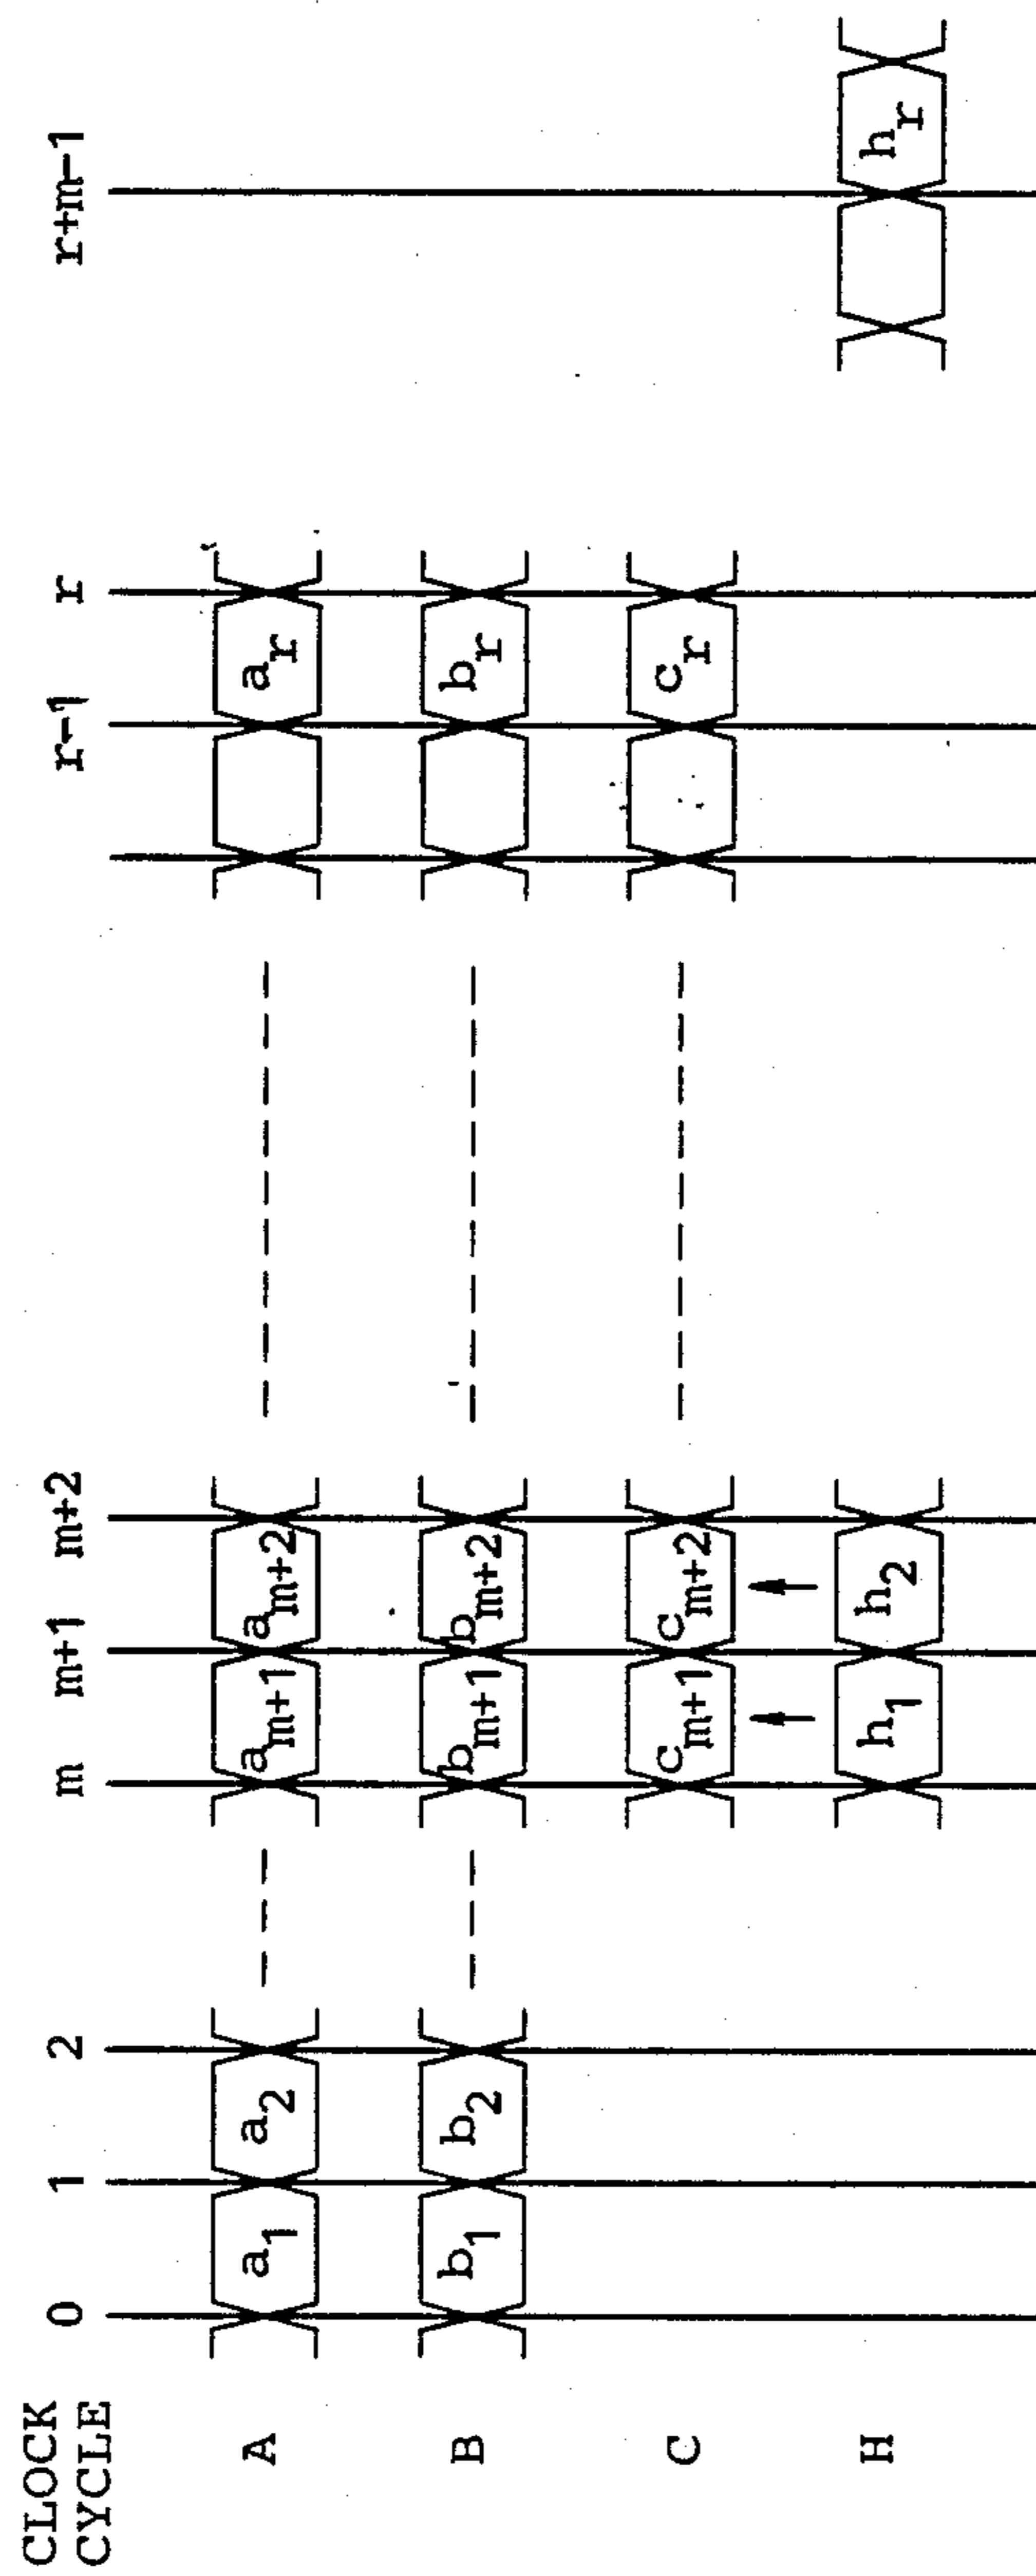 CLOCK
CYCLE
0 1 2 m m+1 m+2 r-1 r r+m-1
A a1 a2 am+1 am+2 ar
B b1 b2 bm+1 bm+2 br
C cm+1 cm+2 cr
H h1 h2 hr